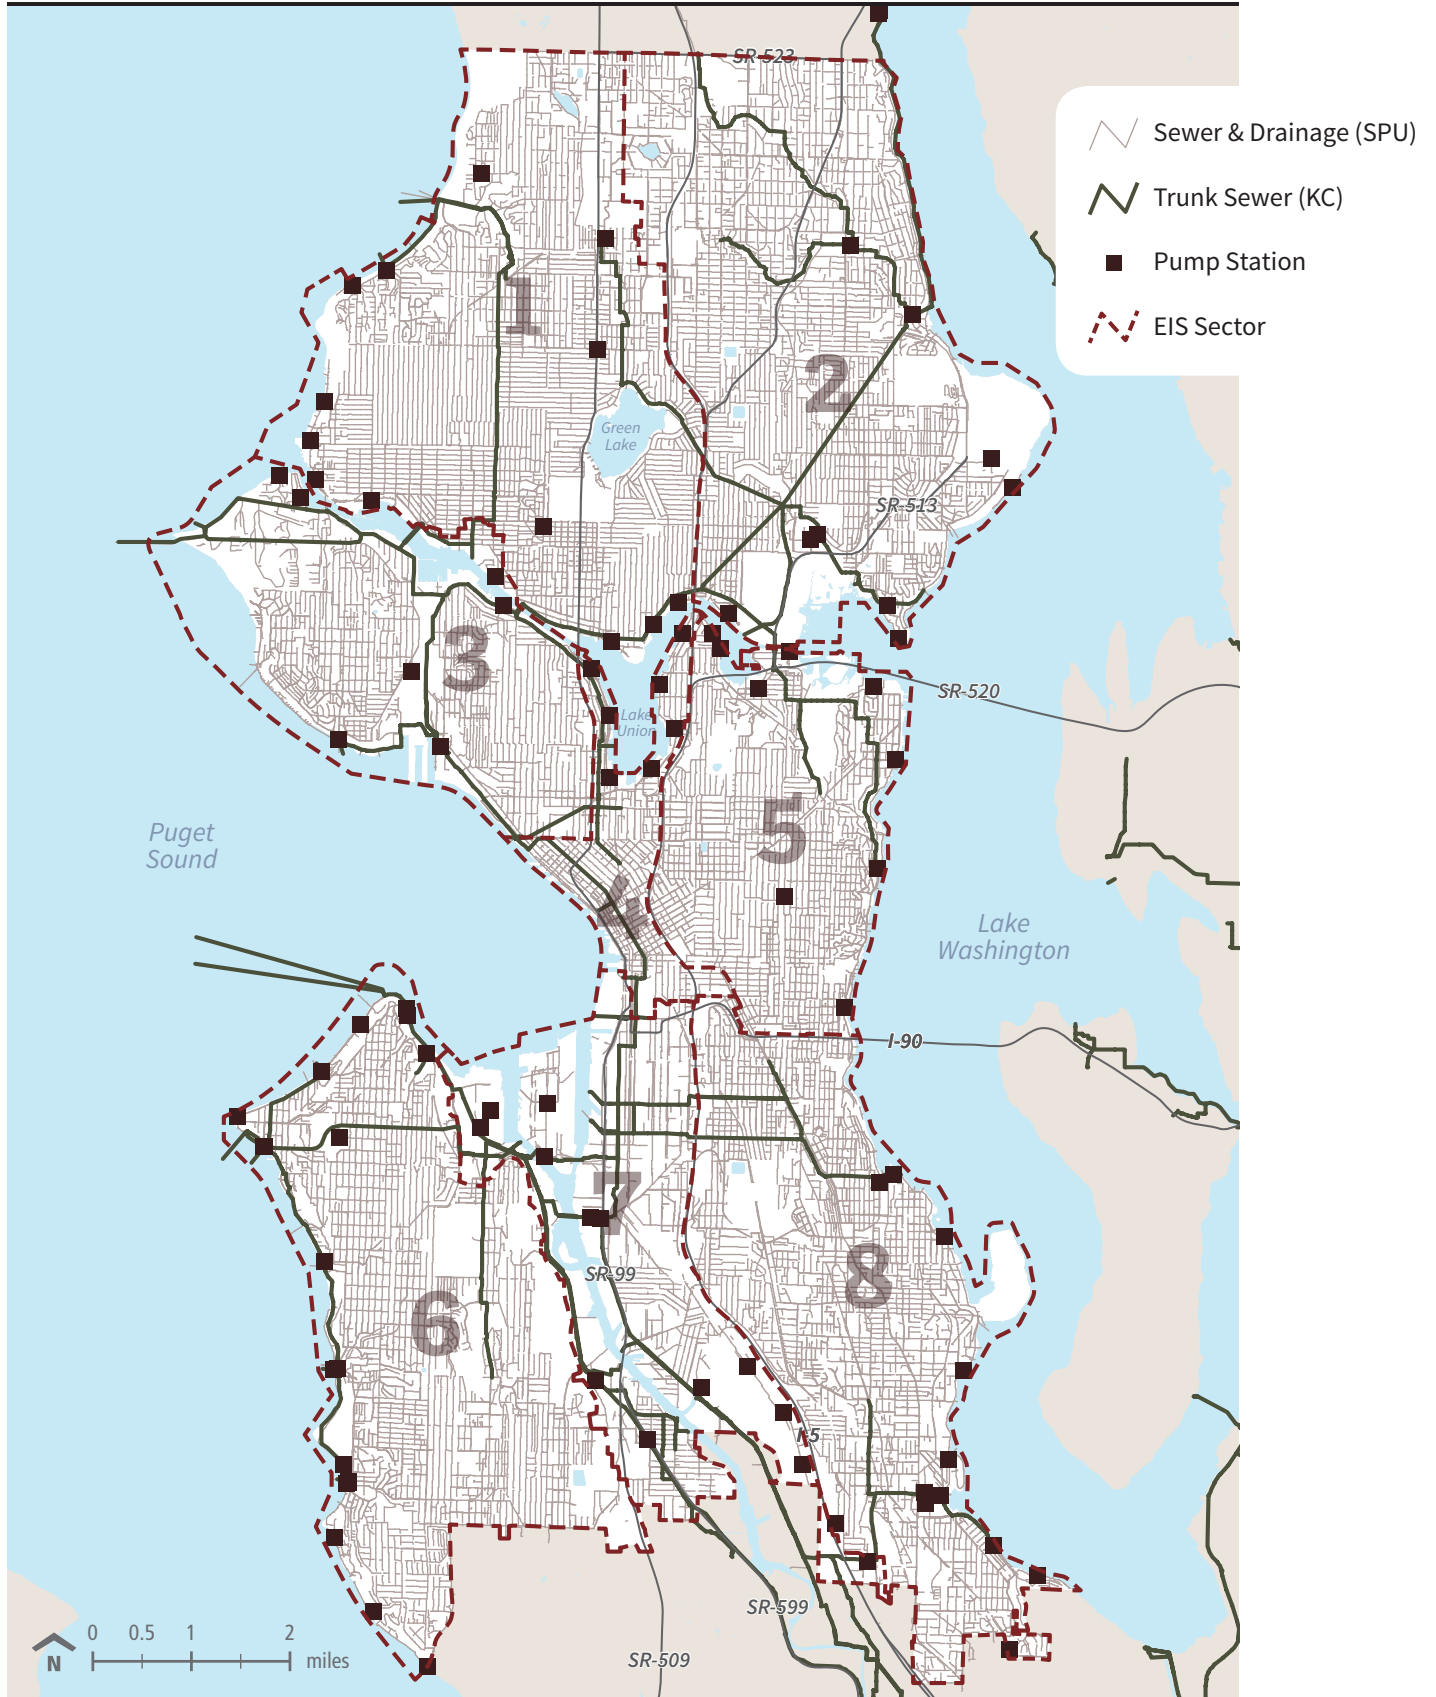 SR-523
Sewer & Drainage (SPU)
Trunk Sewer (KC)
Pump Station
EIS Sector
1
2
Green
Lake
SR-513
3
SR-520
Lake
Union
5
Puget
Sound
4
Lake
Washington
I-90
7
SR-99
8
6
I-5
SR-599
0 0.5 1 2
miles
N
SR-509